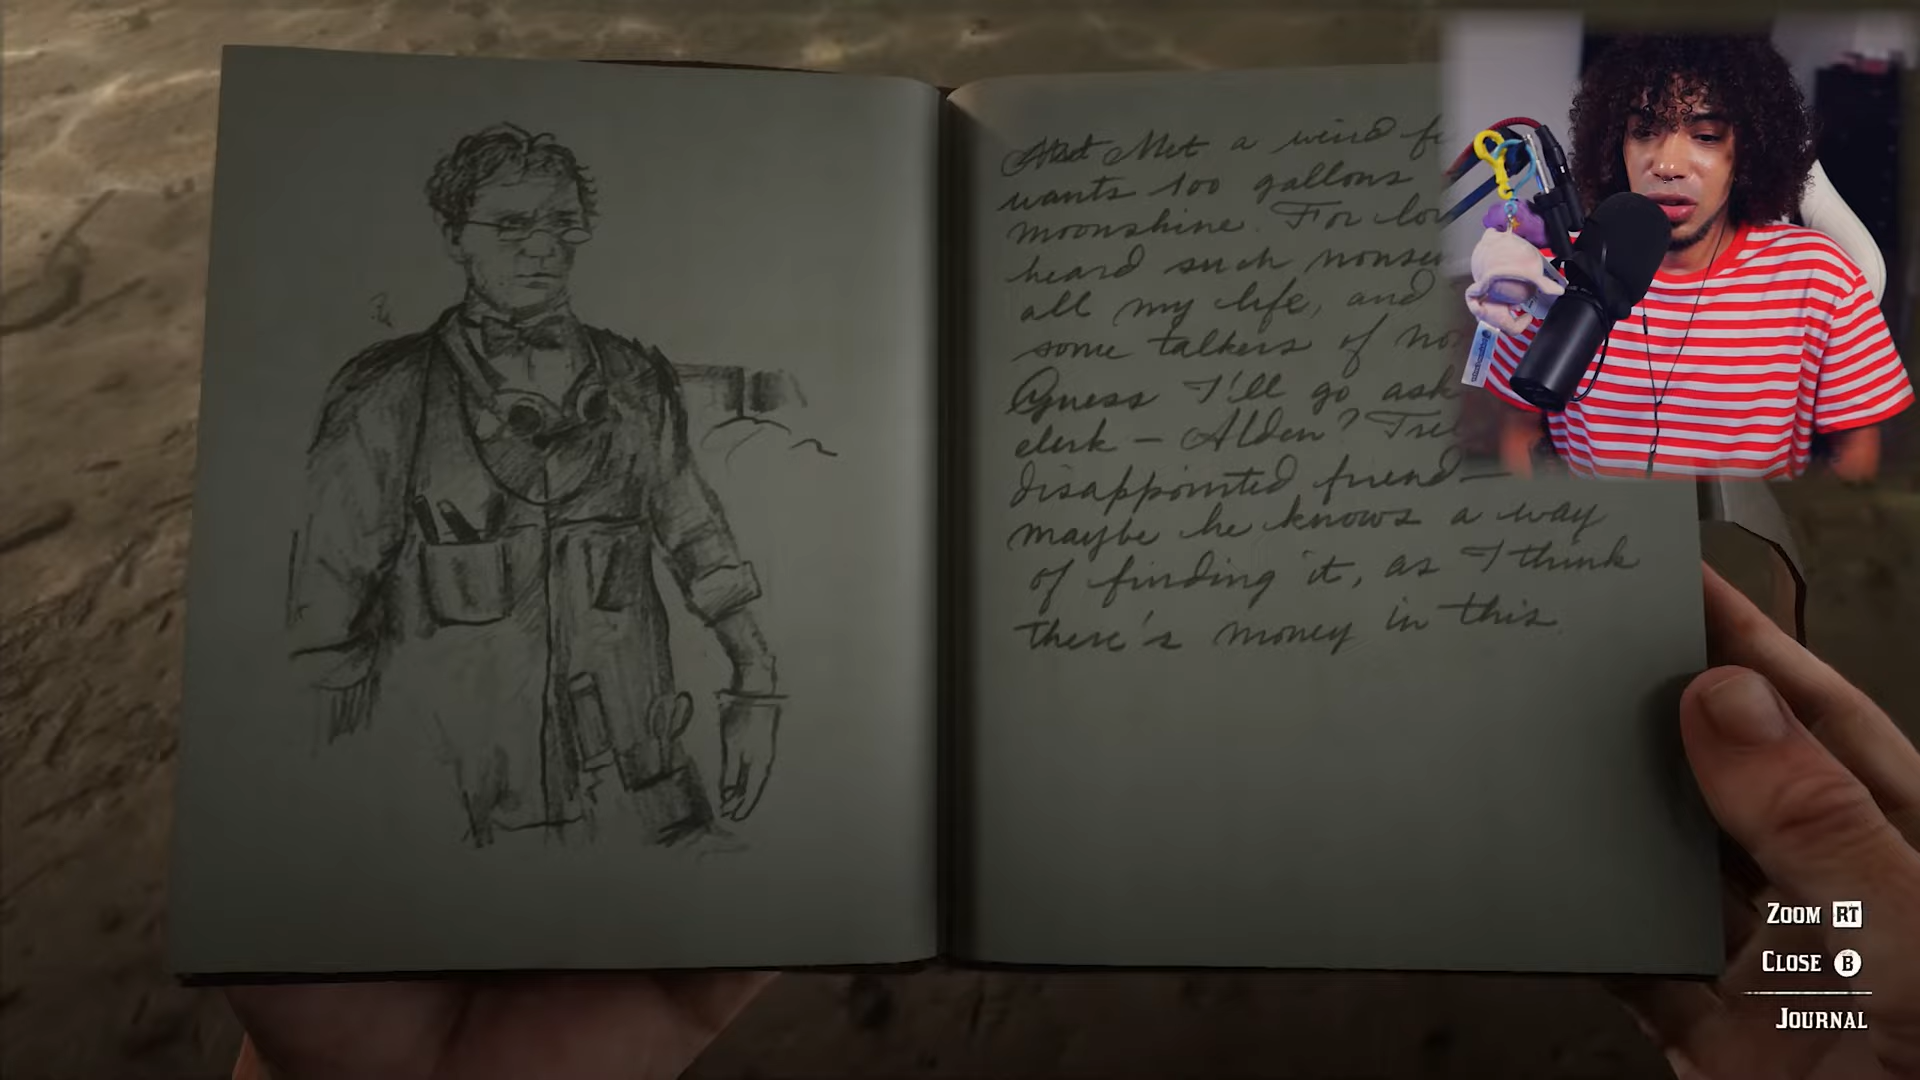 Met a weird
wants 100 gallons
moonshine. For
heard such
all my life, and
some talkers of
Guess I'll go ask
clerk – Alden?
disappointed friend –
maybe he knows a way
of finding it, as I think
there's money in this.
ZOOM RT
CLOSE B
JOURNAL